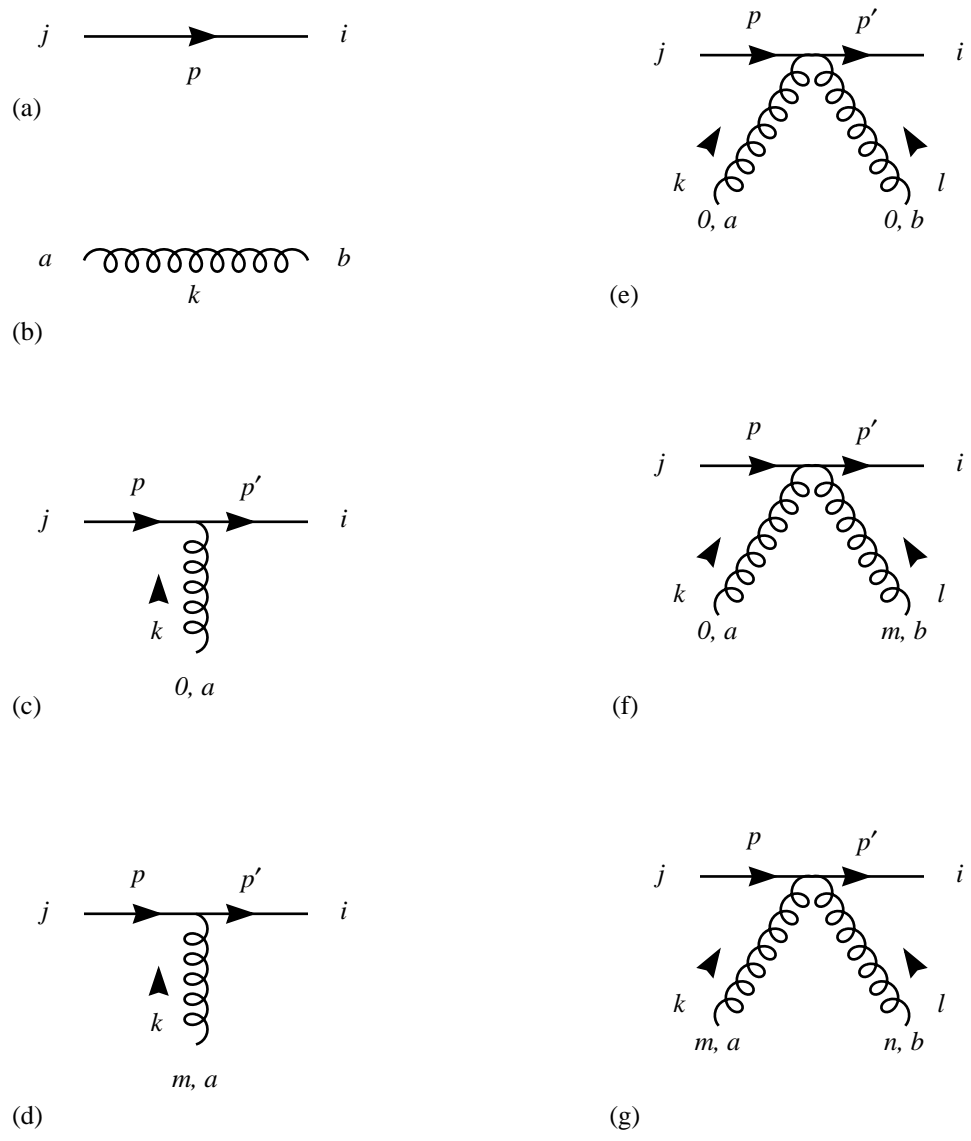 j i
p
(a)
a b
k
(b)
p p′
j i
k
0, a
(c)
p p′
j i
k
m, a
(d)
p p′
j i
k l
0, a 0, b
(e)
p p′
j i
k l
0, a m, b
(f)
p p′
j i
k l
m, a n, b
(g)